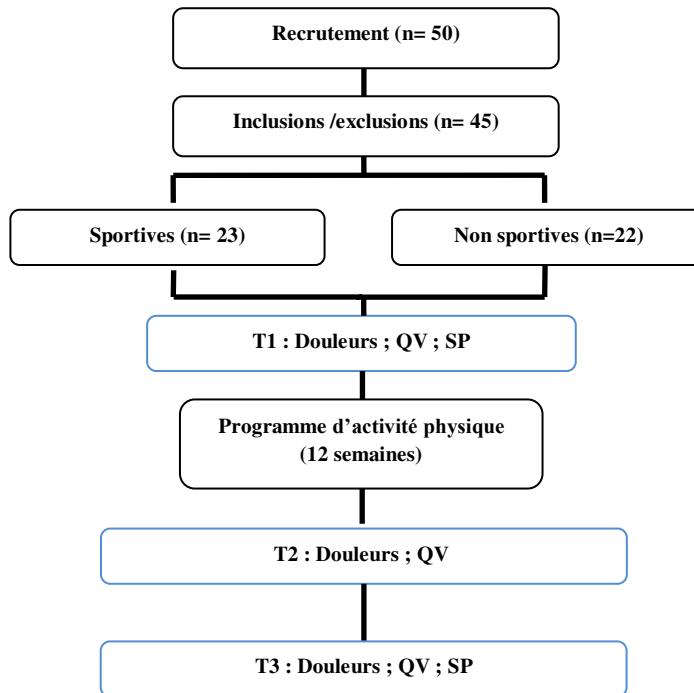 Recrutement (n= 50)
Inclusions /exclusions (n= 45)
Sportives (n= 23)
Non sportives (n=22)
T1 : Douleurs ; QV ; SP
Programme d’activité physique
(12 semaines)
T2 : Douleurs ; QV
T3 : Douleurs ; QV ; SP